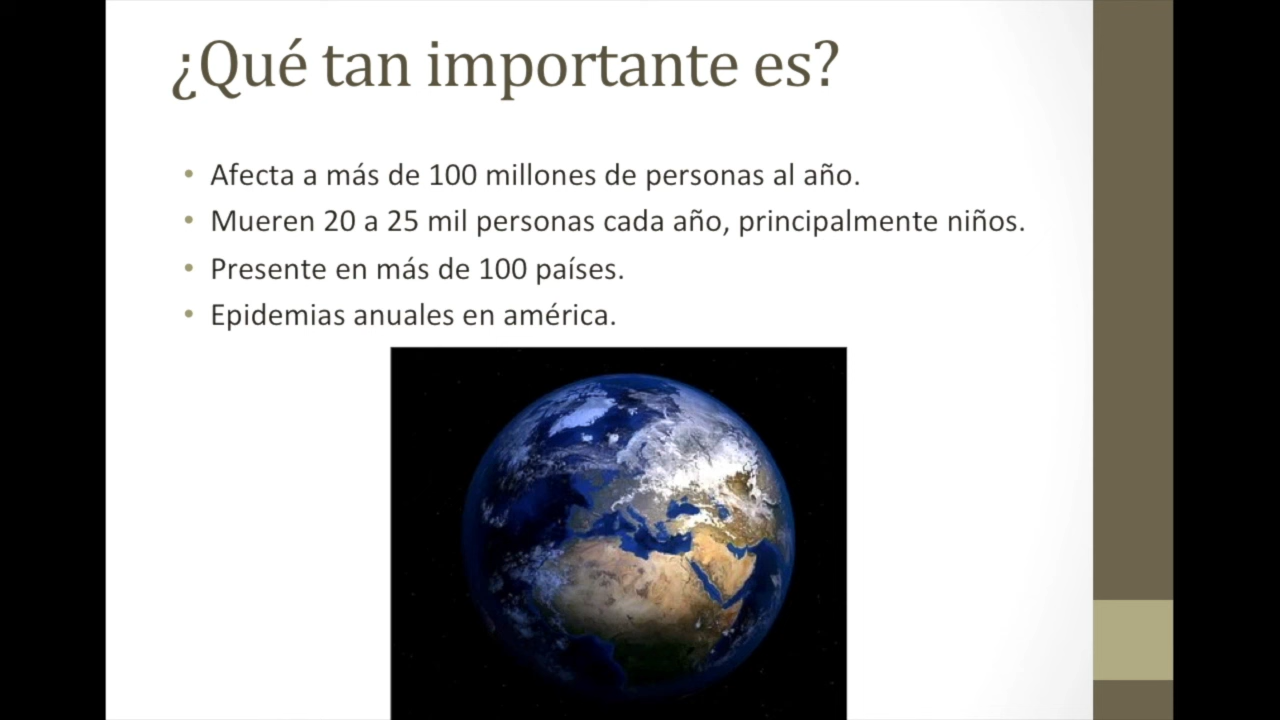 ¿Qué tan importante es?
• Afecta a más de 100 millones de personas al año.
• Mueren 20 a 25 mil personas cada año, principalmente niños.
• Presente en más de 100 países.
• Epidemias anuales en américa.